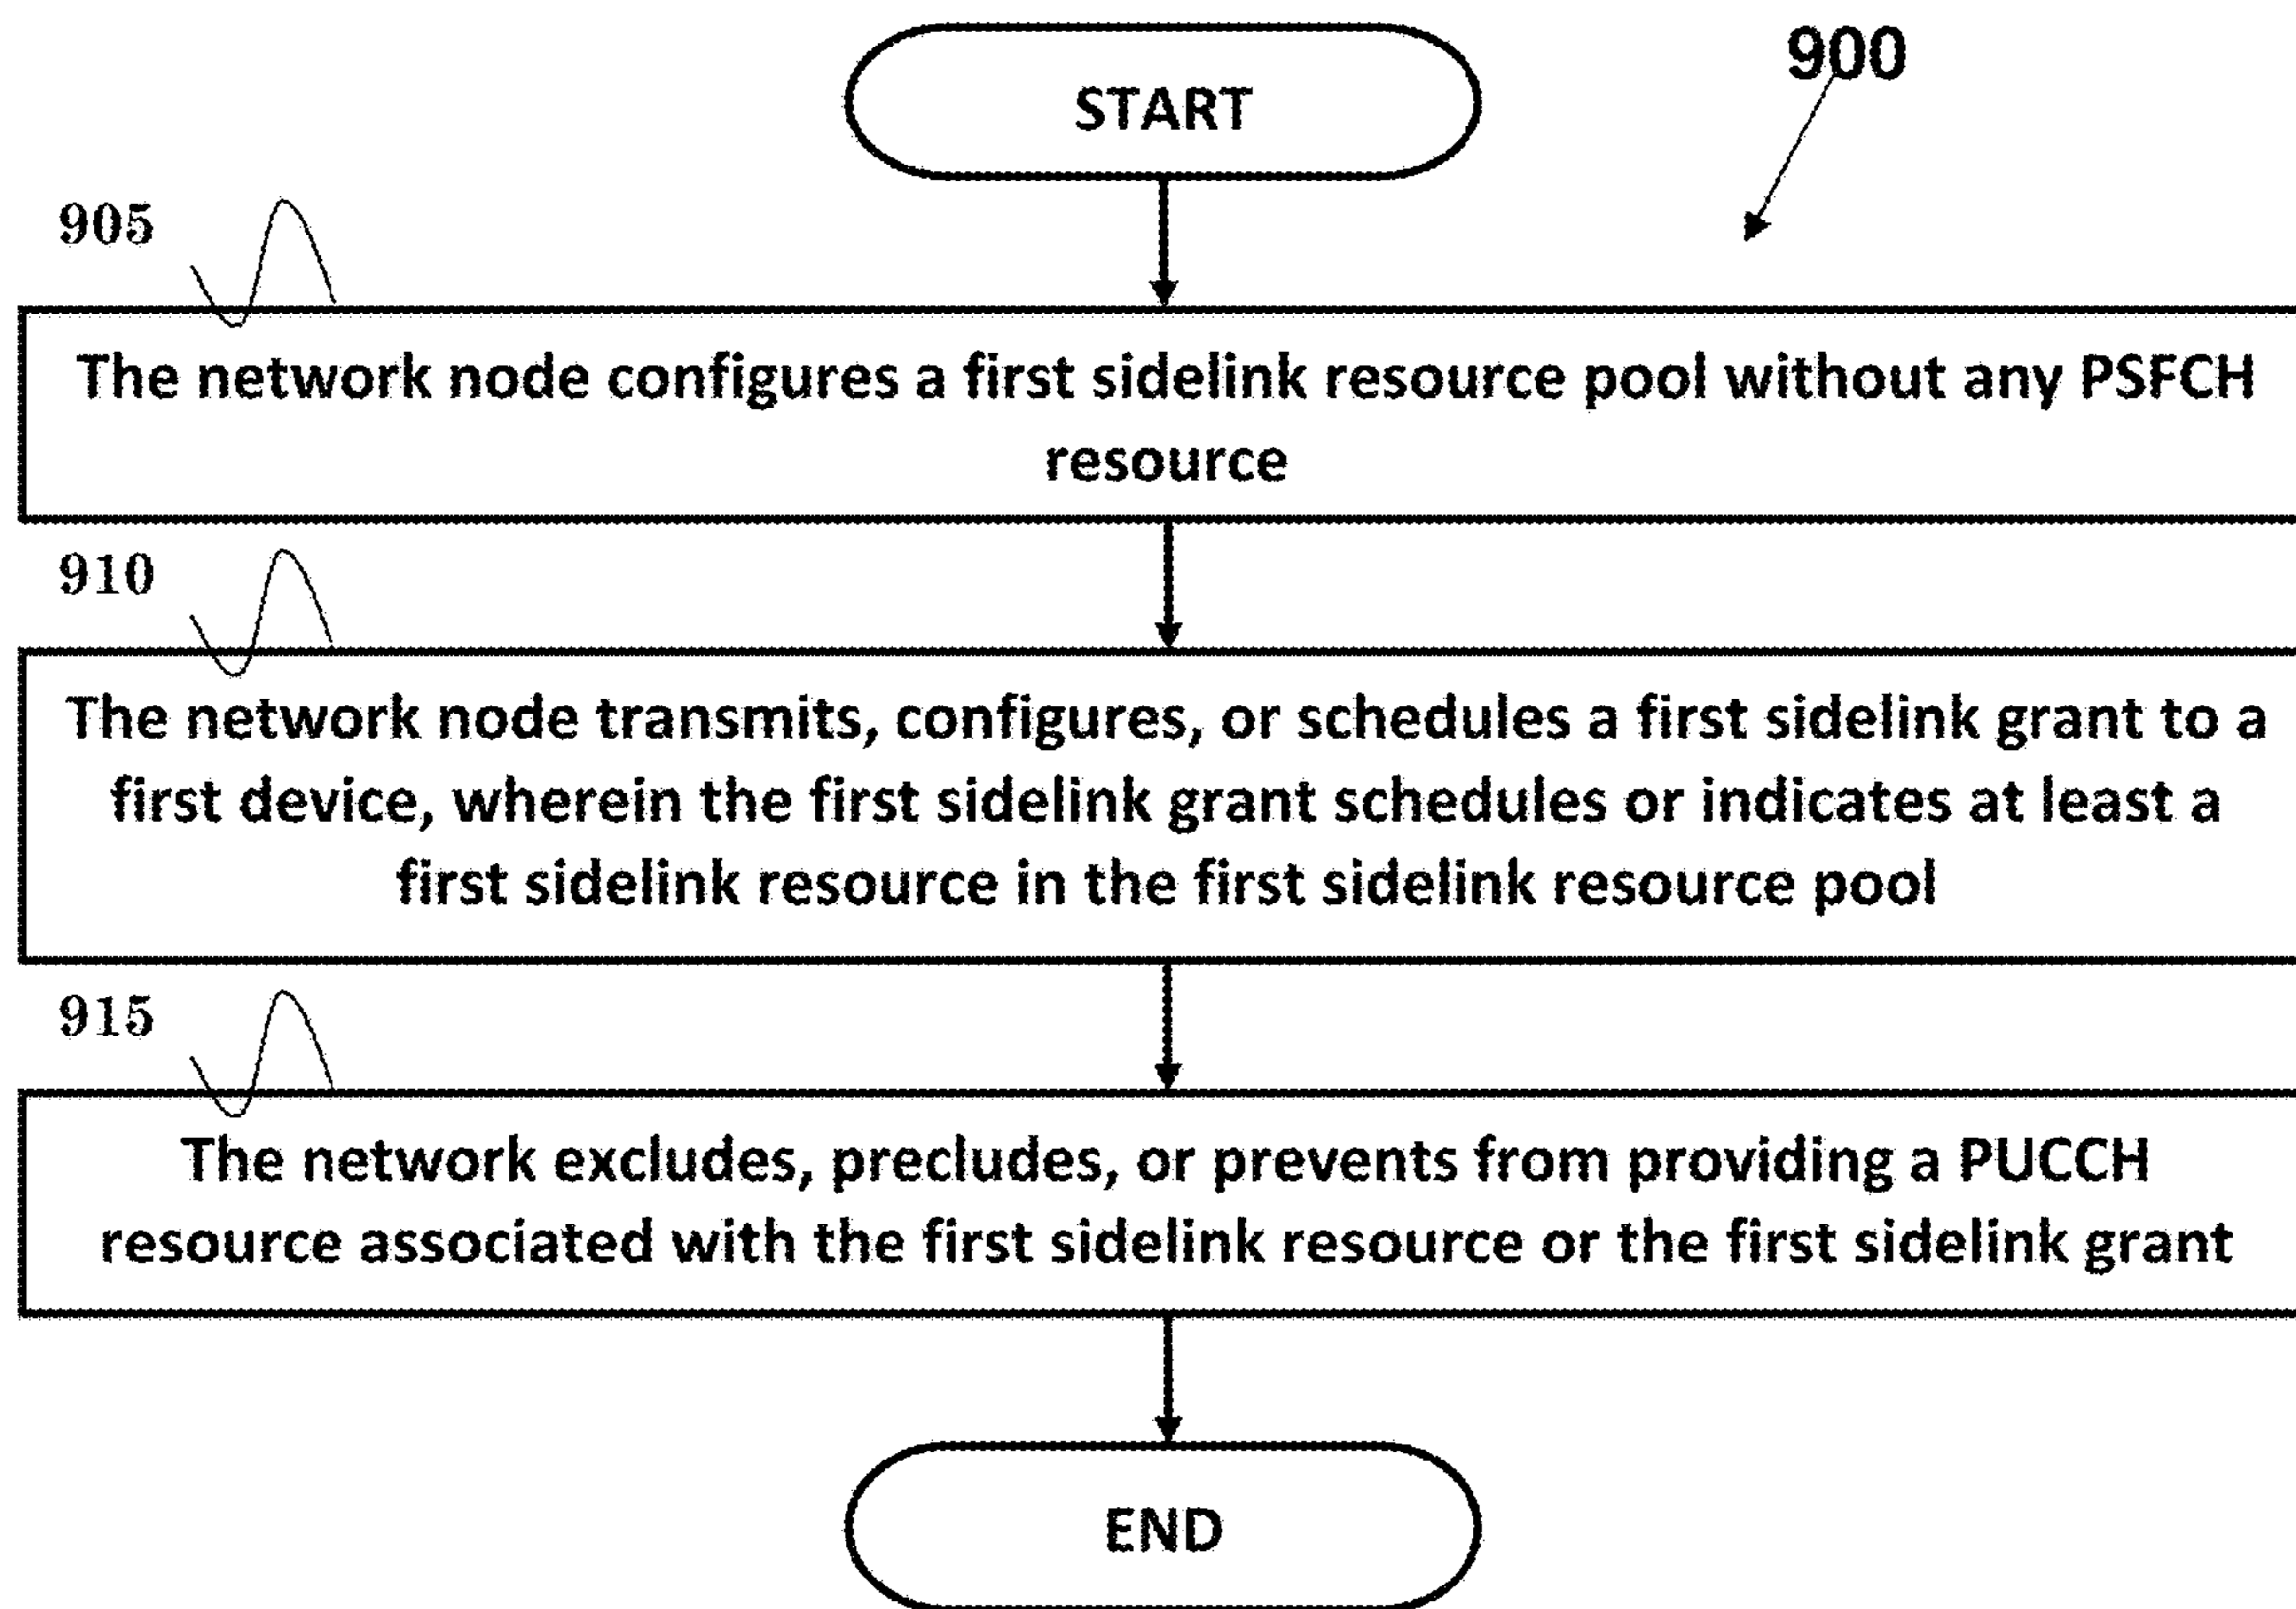 START
900
905
The network node configures a first sidelink resource pool without any PSFCH
resource
910
The network node transmits, configures, or schedules a first sidelink grant to a
first device, wherein the first sidelink grant schedules or indicates at least a
first sidelink resource in the first sidelink resource pool
915
The network excludes, precludes, or prevents from providing a PUCCH
resource associated with the first sidelink resource or the first sidelink grant
END